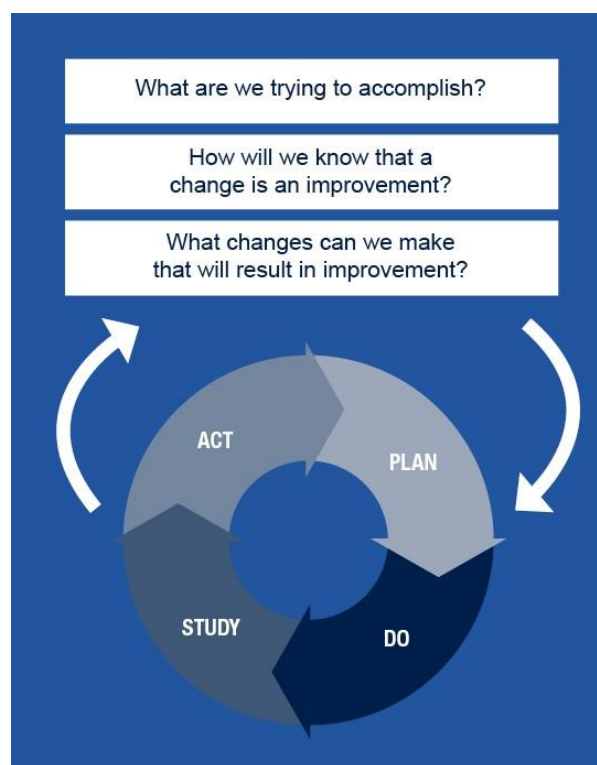 What are we trying to accomplish?
How will we know that a
change is an improvement?
What changes can we make
that will result in improvement?
ACT
PLAN
STUDY
DO